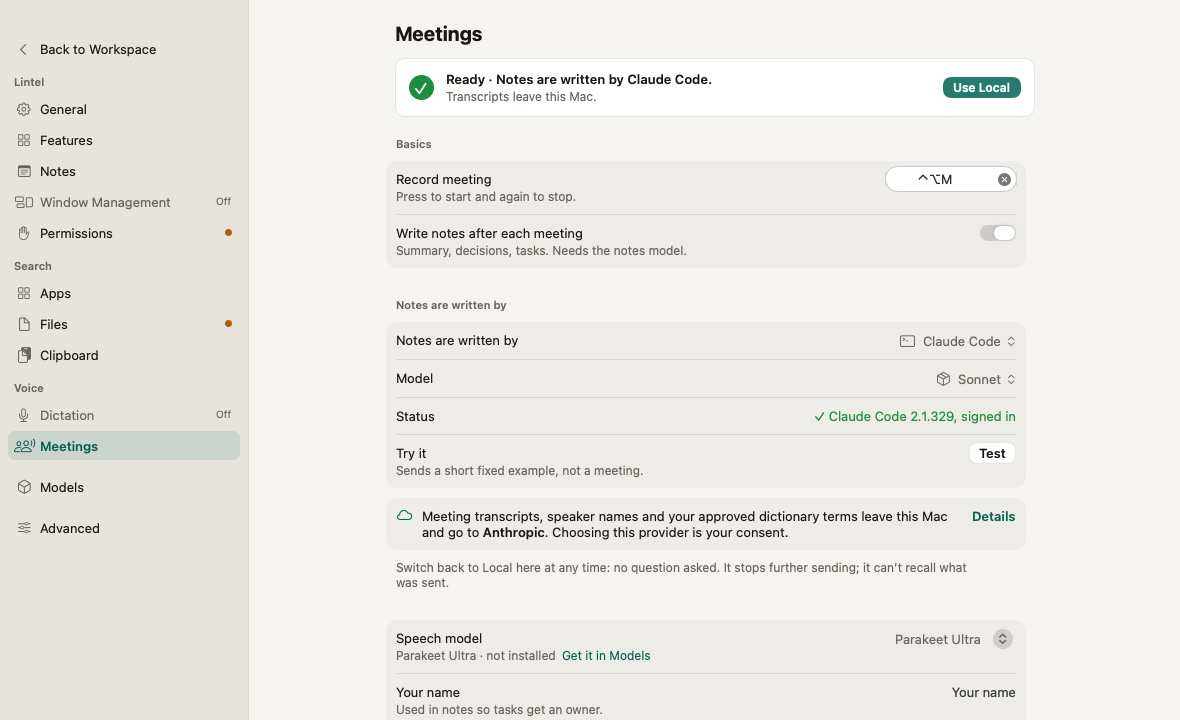 Back to Workspace
Lintel
General
Features
Notes
Window Management Off
Permissions
Search
Apps
Files
Clipboard
Voice
Dictation Off
Meetings
Models
Advanced
Meetings
Ready · Notes are written by Claude Code.
Transcripts leave this Mac.
Use Local
Basics
Record meeting
Press to start and again to stop.
^⌥M
Write notes after each meeting
Summary, decisions, tasks. Needs the notes model.
Notes are written by
Notes are written by Claude Code
Model Sonnet
Status ✓ Claude Code 2.1.329, signed in
Try it
Sends a short fixed example, not a meeting.
Test
Meeting transcripts, speaker names and your approved dictionary terms leave this Mac
and go to Anthropic. Choosing this provider is your consent.
Details
Switch back to Local here at any time: no question asked. It stops further sending; it can’t recall what
was sent.
Speech model
Parakeet Ultra · not installed Get it in Models
Parakeet Ultra
Your name
Used in notes so tasks get an owner.
Your name